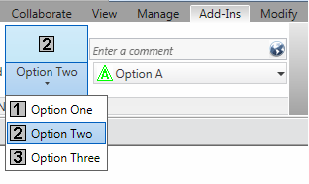 Collaborate View Manage Add-Ins Modify
2
Enter a comment
Option Two
A Option A
1 Option One
2 Option Two
3 Option Three